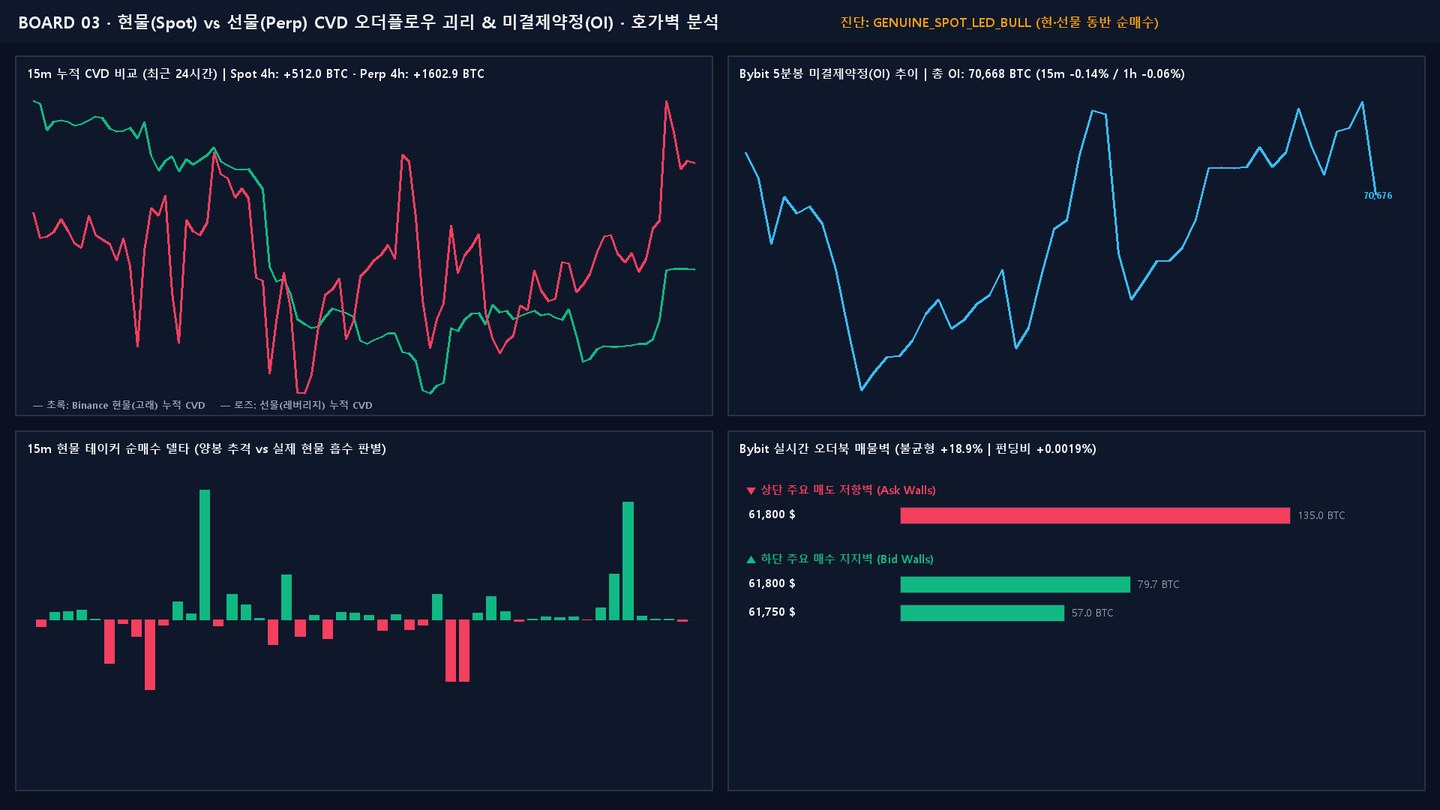 BOARD 03 · 현물(Spot) vs 선물(Perp) CVD 오더플로우 괴리 & 미결제약정(OI) · 호가벽 분석
진단: GENUINE_SPOT_LED_BULL (현·선물 동반 순매수)
15m 누적 CVD 비교 (최근 24시간) | Spot 4h: +512.0 BTC · Perp 4h: +1602.9 BTC
— 초록: Binance 현물(고래) 누적 CVD — 로즈: 선물(레버리지) 누적 CVD
Bybit 5분봉 미결제약정(OI) 추이 | 총 OI: 70,668 BTC (15m -0.14% / 1h -0.06%)
70,676
15m 현물 테이커 순매수 델타 (양봉 추격 vs 실제 현물 흡수 판별)
Bybit 실시간 오더북 매물벽 (불균형 +18.9% | 펀딩비 +0.0019%)
▼ 상단 주요 매도 저항벽 (Ask Walls)
61,800 $ 135.0 BTC
▲ 하단 주요 매수 지지벽 (Bid Walls)
61,800 $ 79.7 BTC
61,750 $ 57.0 BTC